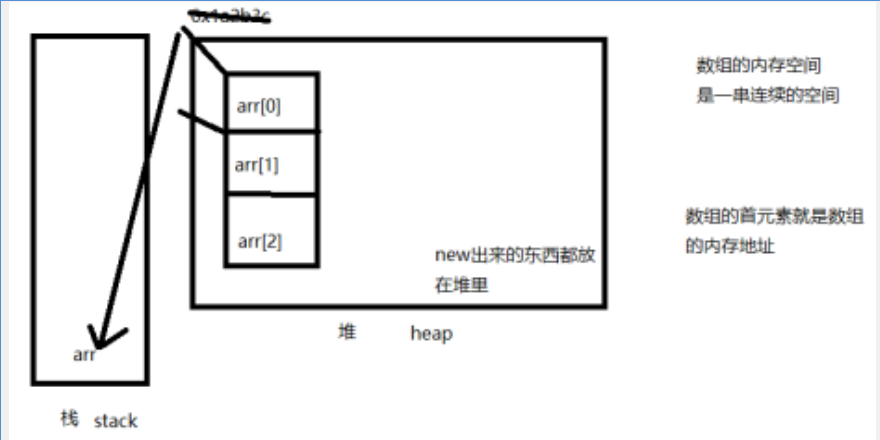 0x1a2b3c
数组的内存空间
是一串连续的空间
arr[0]
arr[1]
arr[2]
数组的首元素就是数组
的内存地址
new出来的东西都放
在堆里
堆 heap
arr
栈 stack